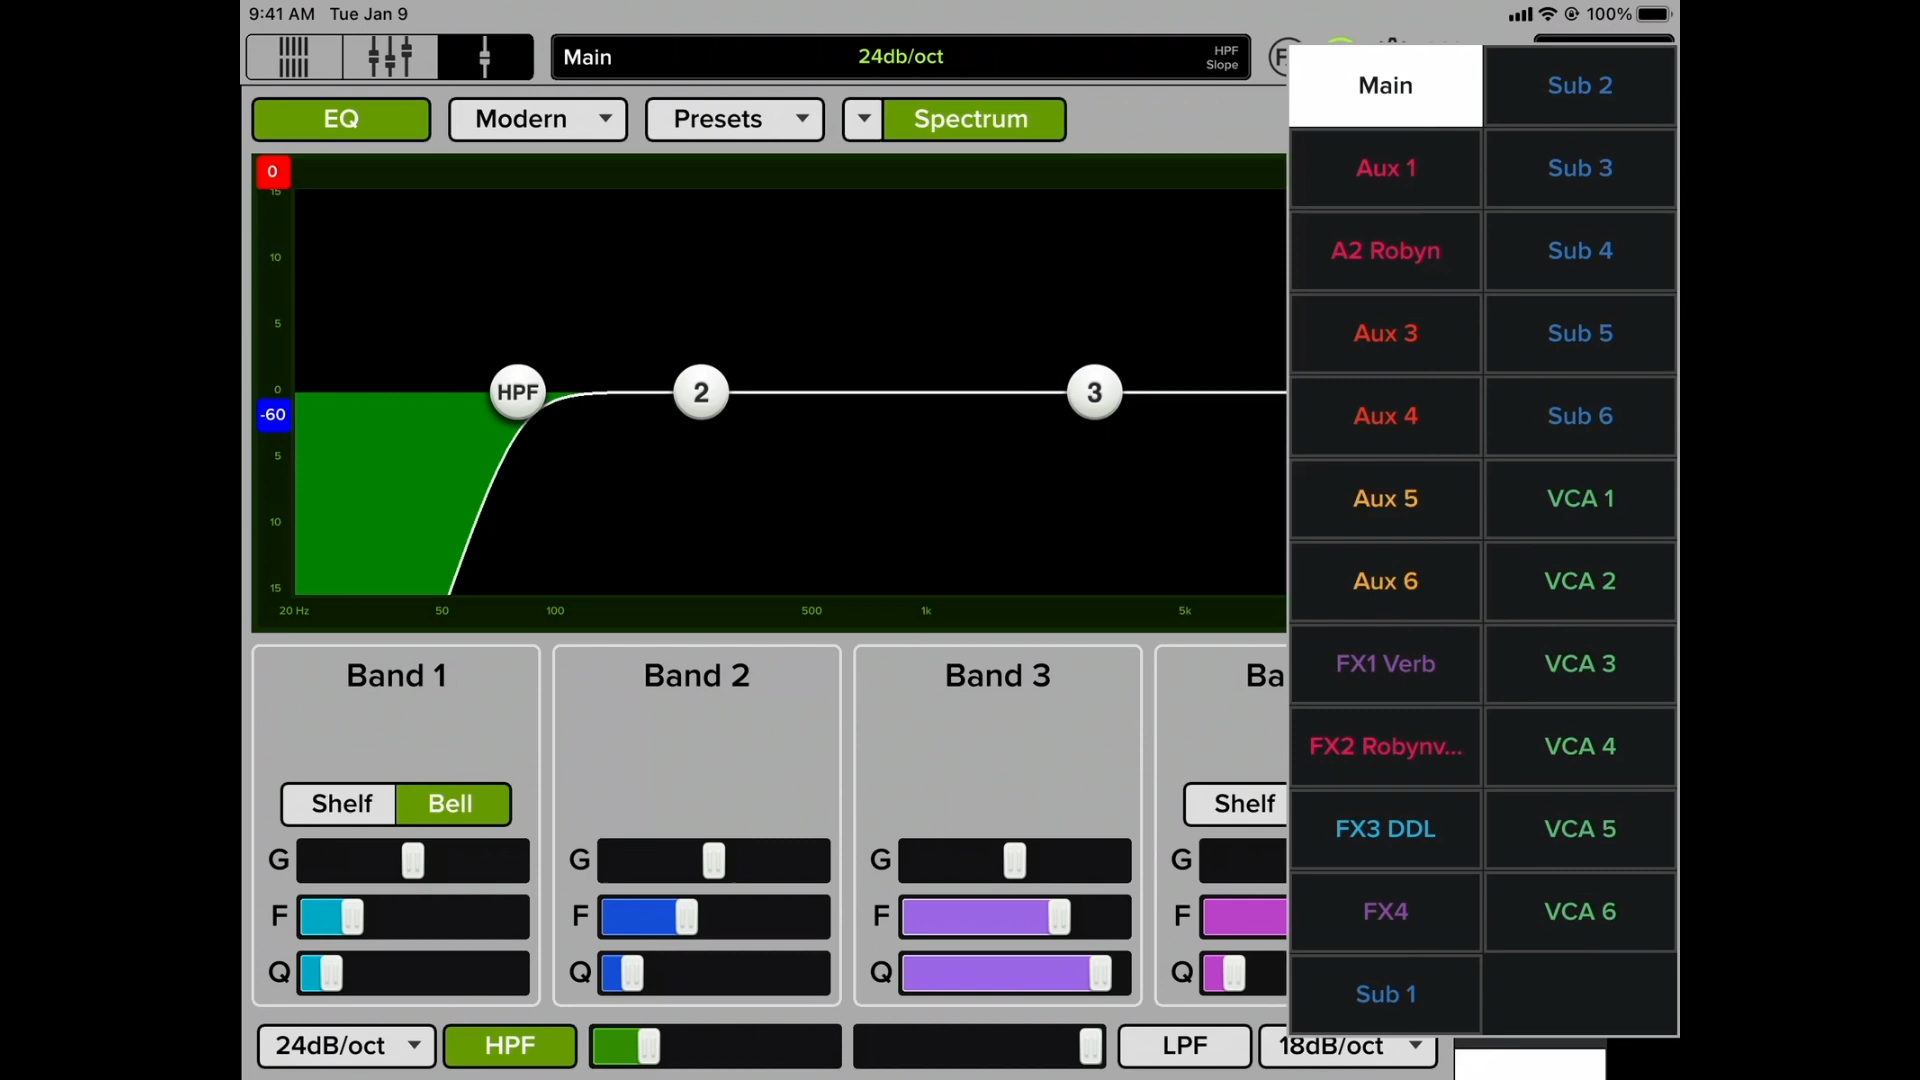 9:41 AM Tue Jan 9
100%
Main 24db/oct HPF Slope
EQ Modern Presets Spectrum
0
15
10
5
0
-60
5
10
15
20 Hz 50 100 500 1k 5k
HPF 2 3
Band 1 Band 2 Band 3 Ba
Shelf Bell Shelf
G G G G
F F F F
Q Q Q Q
24dB/oct HPF LPF 18dB/oct
Main Sub 2
Aux 1 Sub 3
A2 Robyn Sub 4
Aux 3 Sub 5
Aux 4 Sub 6
Aux 5 VCA 1
Aux 6 VCA 2
FX1 Verb VCA 3
FX2 Robynv... VCA 4
FX3 DDL VCA 5
FX4 VCA 6
Sub 1